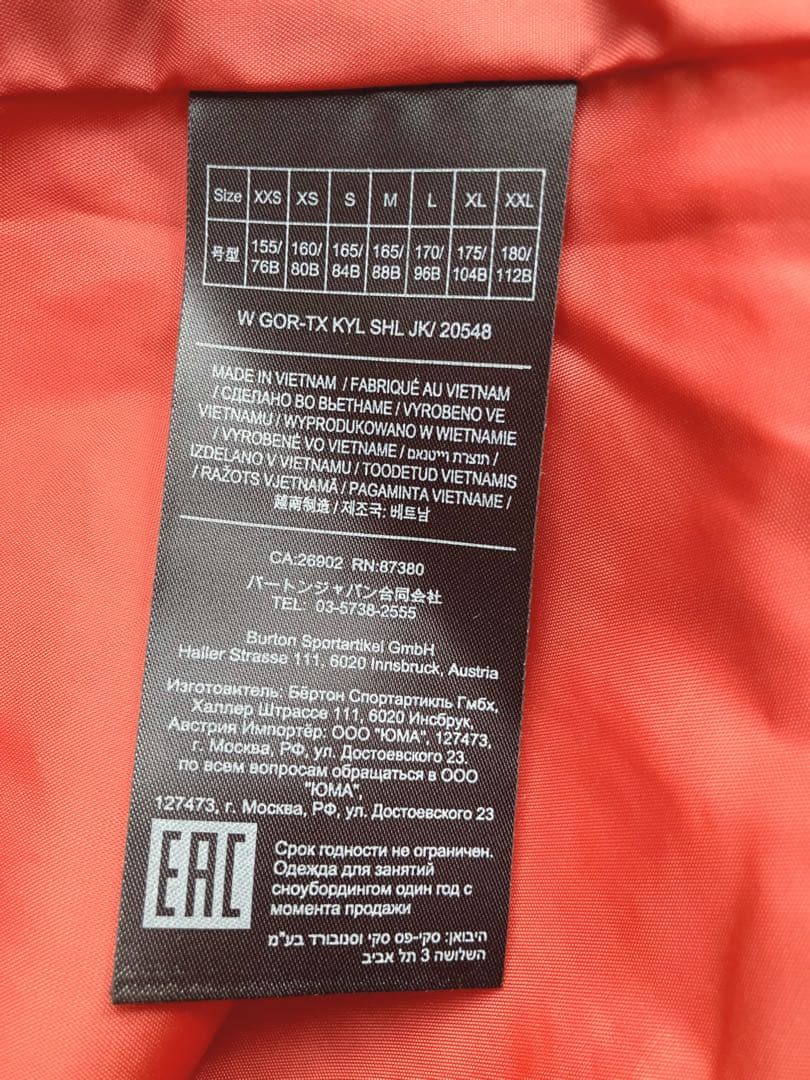 Size XXS XS S M L XL XXL
号型 155/76B 160/80B 165/84B 165/88B 170/96B 175/104B 180/112B
W GOR-TX KYL SHL JK/ 20548
MADE IN VIETNAM / FABRIQUÉ AU VIETNAM
/ СДЕЛАНО ВО ВЬЕТНАМЕ / VYROBENO VE
VIETNAMU / WYPRODUKOWANO W WIETNAMIE
/ VYROBENÉ VO VIETNAME / תוצרת וייטנאם /
IZDELANO V VIETNAMU / TOODETUD VIETNAMIS
/ RAŽOTS VJETNAMĀ / PAGAMINTA VIETNAME /
越南制造 / 제조국: 베트남
CA:26902 RN:87380
バートンジャパン合同会社
TEL: 03-5738-2555
Burton Sportartikel GmbH
Haller Strasse 111, 6020 Innsbruck, Austria
Изготовитель: Бёртон Спортартикль Гмбх,
Халлер Штрассе 111, 6020 Инсбрук,
Австрия Импортёр: ООО "ЮМА", 127473,
г. Москва, РФ, ул. Достоевского 23.
по всем вопросам обращаться в ООО
"ЮМА",
127473, г. Москва, РФ, ул. Достоевского 23
EAC
Срок годности не ограничен.
Одежда для занятий
сноубордингом один год с
момента продажи
היבואן: סקי-פס סקי וסנובורד בע"מ
השלושה 3 תל אביב